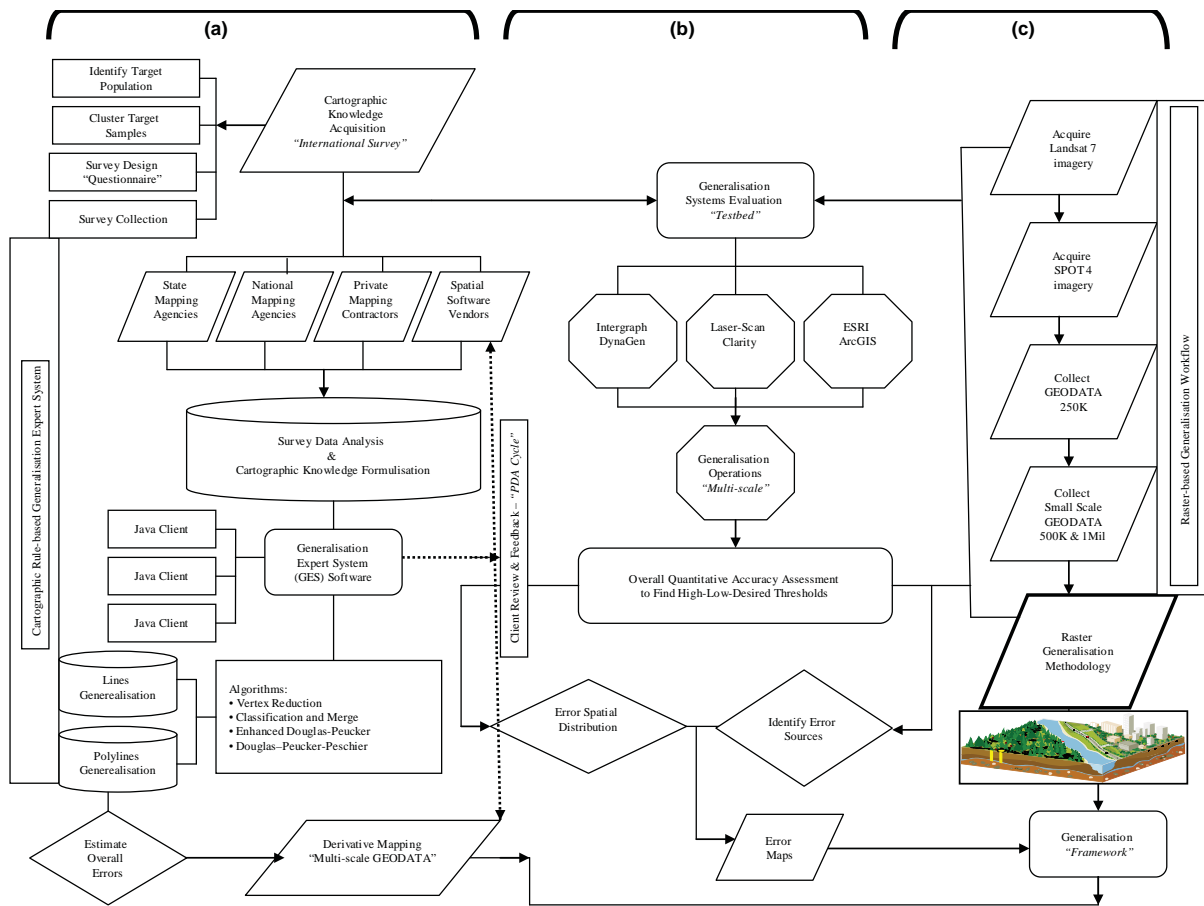 (a)
(b)
(c)
Identify Target
Population
Cluster Target
Samples
Survey Design
“Questionnaire”
Survey Collection
Cartographic
Knowledge
Acquisition
“International Survey”
State
Mapping
Agencies
National
Mapping
Agencies
Private
Mapping
Contractors
Spatial
Software
Vendors
Survey Data Analysis
&
Cartographic Knowledge Formulisation
Cartographic Rule-based Generalisation Expert System
Java Client
Java Client
Java Client
Generalisation
Expert System
(GES) Software
Lines
Generealisation
Polylines
Generealisation
Algorithms:
• Vertex Reduction
• Classification and Merge
• Enhanced Douglas-Peucker
• Douglas–Peucker-Peschier
Estimate
Overall
Errors
Derivative Mapping
“Multi-scale GEODATA”
Client Review & Feedback – “PDA Cycle”
Generalisation
Systems Evaluation
“Testbed”
Intergraph
DynaGen
Laser-Scan
Clarity
ESRI
ArcGIS
Generalisation
Operations
“Multi-scale”
Overall Quantitative Accuracy Assessment
to Find High-Low-Desired Thresholds
Error Spatial
Distribution
Identify Error
Sources
Error
Maps
Acquire
Landsat 7
imagery
Acquire
SPOT 4
imagery
Collect
GEODATA
250K
Collect
Small Scale
GEODATA
500K & 1Mil
Raster-based Generalisation Workflow
Raster
Generalisation
Methodology
Generalisation
“Framework”